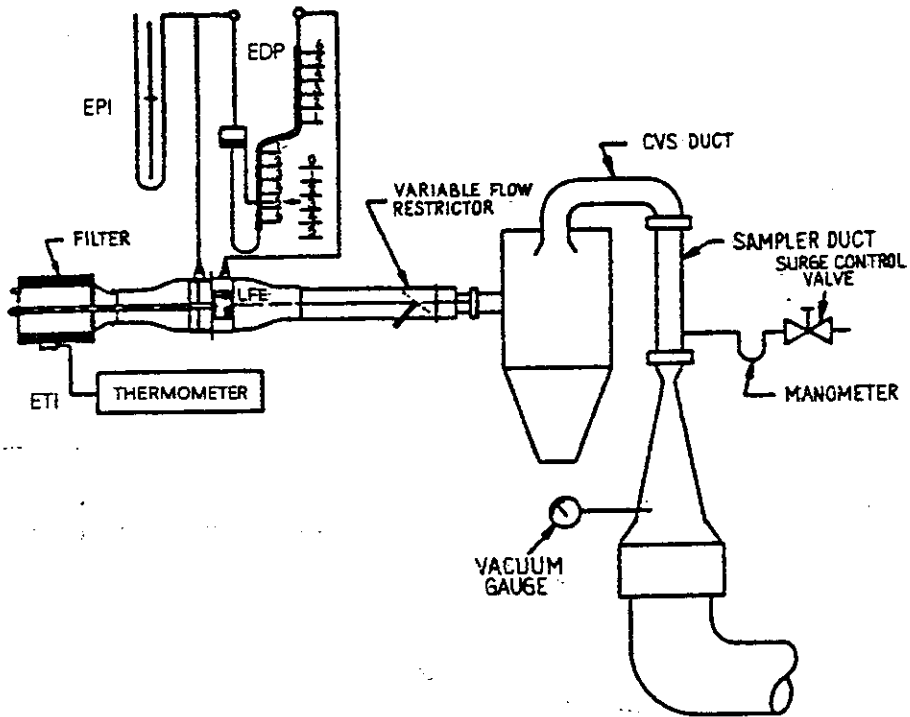 EDP
EPI
CVS DUCT
VARIABLE FLOW
RESTRICTOR
FILTER
SAMPLER DUCT
SURGE CONTROL
VALVE
LFE
THERMOMETER
ETI
MANOMETER
VACUUM
GAUGE